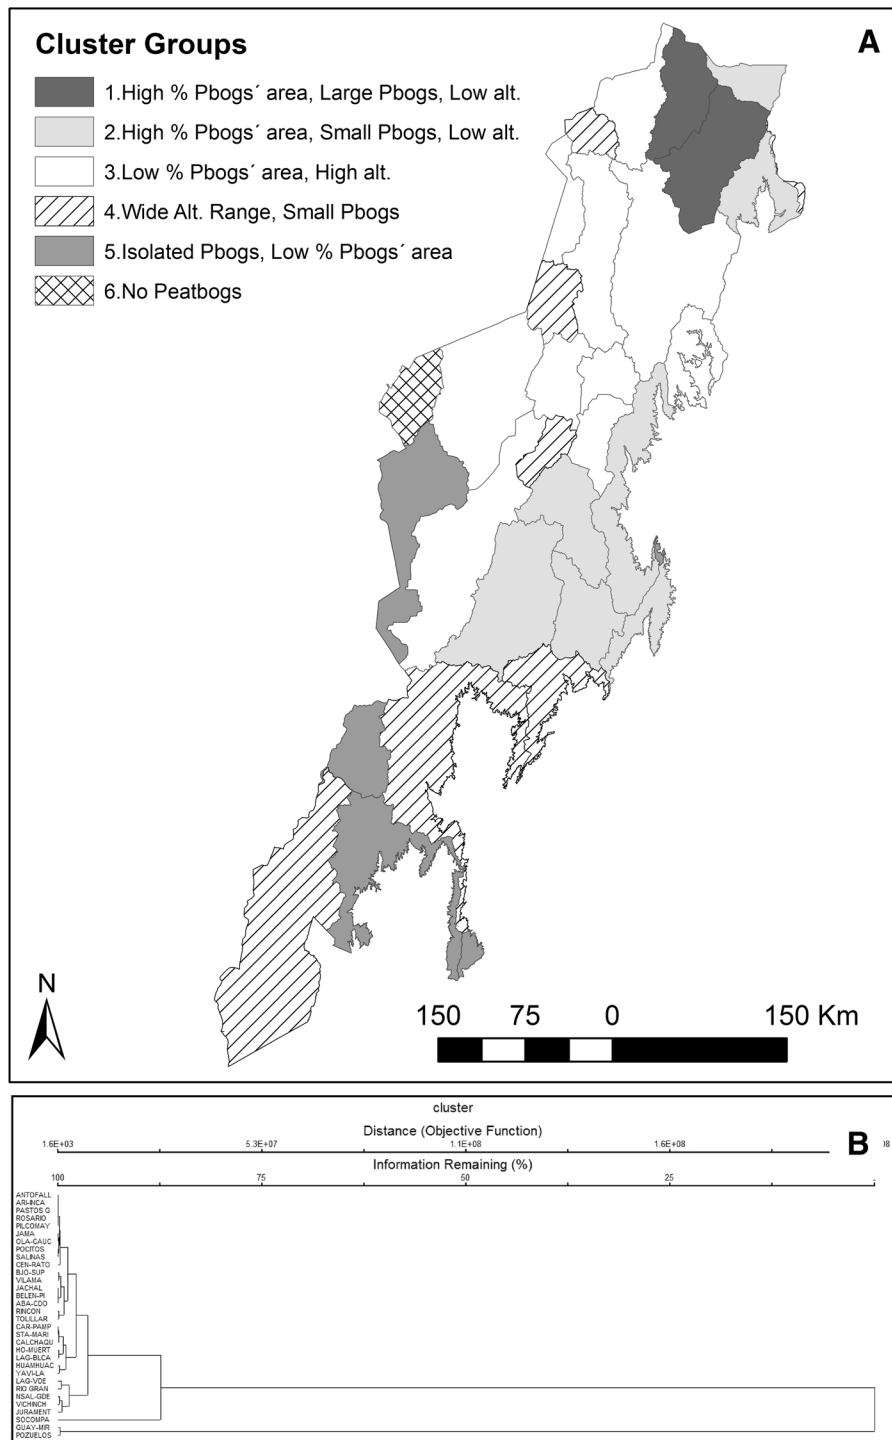 Cluster Groups
A
1.High % Pbogs´ area, Large Pbogs, Low alt.
2.High % Pbogs´ area, Small Pbogs, Low alt.
3.Low % Pbogs´ area, High alt.
4.Wide Alt. Range, Small Pbogs
5.Isolated Pbogs, Low % Pbogs´ area
6.No Peatbogs
N
150 75 0 150 Km
cluster
Distance (Objective Function)
1.6E+03 5.3E+07 1.1E+08 1.6E+08
B
Information Remaining (%)
100 75 50 25
ANTOFALL
ARI-INCA
PASTOS G
ROSARIO
PILCOMAY
JAMA
OLA-CAUC
POCITOS
SALINAS
CEN-RATO
BJO-SUP
VILAMA
JACHAL
BELEN-PI
ABA-CDO
RINCON
TOLILLAR
CAR-PAMP
STA-MARI
CALCHAQU
HO-MUERT
LAG-BLCA
HUAMHUAC
YAVI-LA
LAG-VDE
RIO GRAN
NSAL-GDE
VICHINCH
JURAMENT
SOCOMPA
GUAY-MIR
POZUELOS